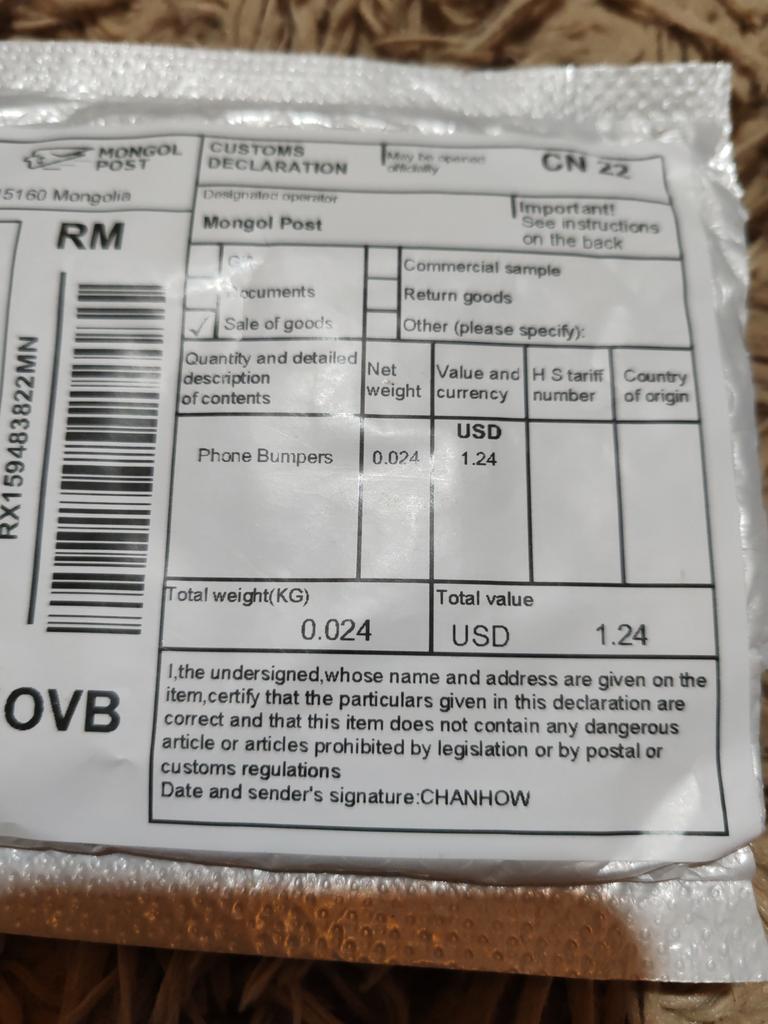 MONGOL
POST
5160 Mongolia
RM
RX159483822MN
OVB
CUSTOMS
DECLARATION
May be opened
officially
CN 22
Designated operator
Mongol Post
Important!
See instructions
on the back
Commercial sample
Return goods
Sale of goods
Other (please specify):
Quantity and detailed
description
of contents
Net
weight
Value and
currency
H S tariff
number
Country
of origin
USD
Phone Bumpers 0.024 1.24
Total weight(KG)
0.024
Total value
USD 1.24
I,the undersigned,whose name and address are given on the
item,certify that the particulars given in this declaration are
correct and that this item does not contain any dangerous
article or articles prohibited by legislation or by postal or
customs regulations
Date and sender's signature:CHANHOW